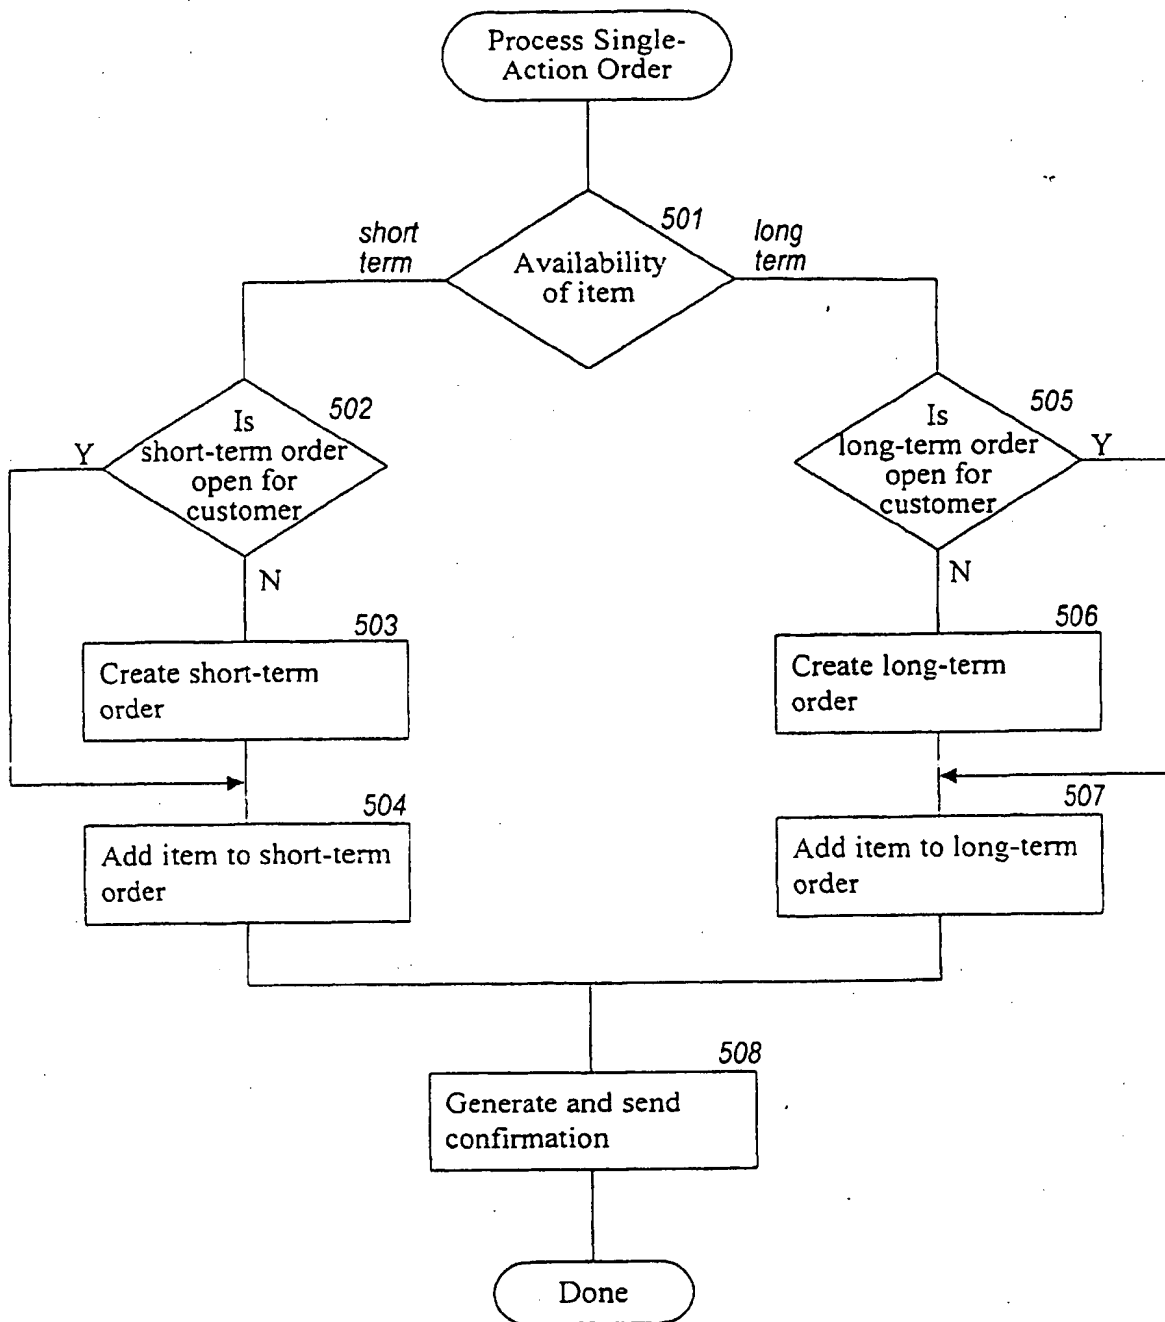 Process Single-
Action Order
501
short
term
long
term
Availability
of item
502
Is
short-term order
open for
customer
Y
N
505
Is
long-term order
open for
customer
Y
N
503
Create short-term
order
506
Create long-term
order
504
Add item to short-term
order
507
Add item to long-term
order
508
Generate and send
confirmation
Done